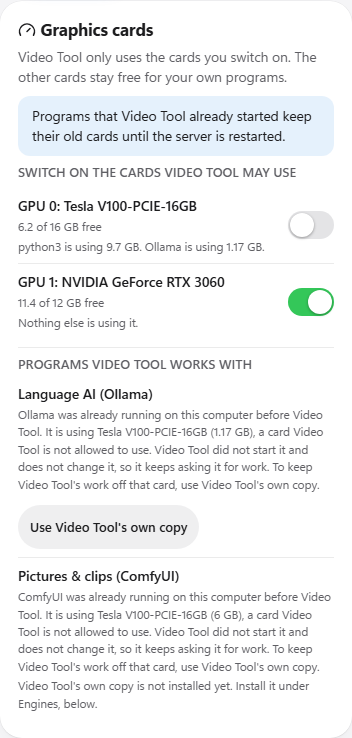 Graphics cards
Video Tool only uses the cards you switch on. The
other cards stay free for your own programs.
Programs that Video Tool already started keep
their old cards until the server is restarted.
SWITCH ON THE CARDS VIDEO TOOL MAY USE
GPU 0: Tesla V100-PCIE-16GB
6.2 of 16 GB free
python3 is using 9.7 GB. Ollama is using 1.17 GB.
GPU 1: NVIDIA GeForce RTX 3060
11.4 of 12 GB free
Nothing else is using it.
PROGRAMS VIDEO TOOL WORKS WITH
Language AI (Ollama)
Ollama was already running on this computer before Video
Tool. It is using Tesla V100-PCIE-16GB (1.17 GB), a card Video
Tool is not allowed to use. Video Tool did not start it and
does not change it, so it keeps asking it for work. To keep
Video Tool's work off that card, use Video Tool's own copy.
Use Video Tool's own copy
Pictures & clips (ComfyUI)
ComfyUI was already running on this computer before Video
Tool. It is using Tesla V100-PCIE-16GB (6 GB), a card Video
Tool is not allowed to use. Video Tool did not start it and
does not change it, so it keeps asking it for work. To keep
Video Tool's work off that card, use Video Tool's own copy.
Video Tool's own copy is not installed yet. Install it under
Engines, below.